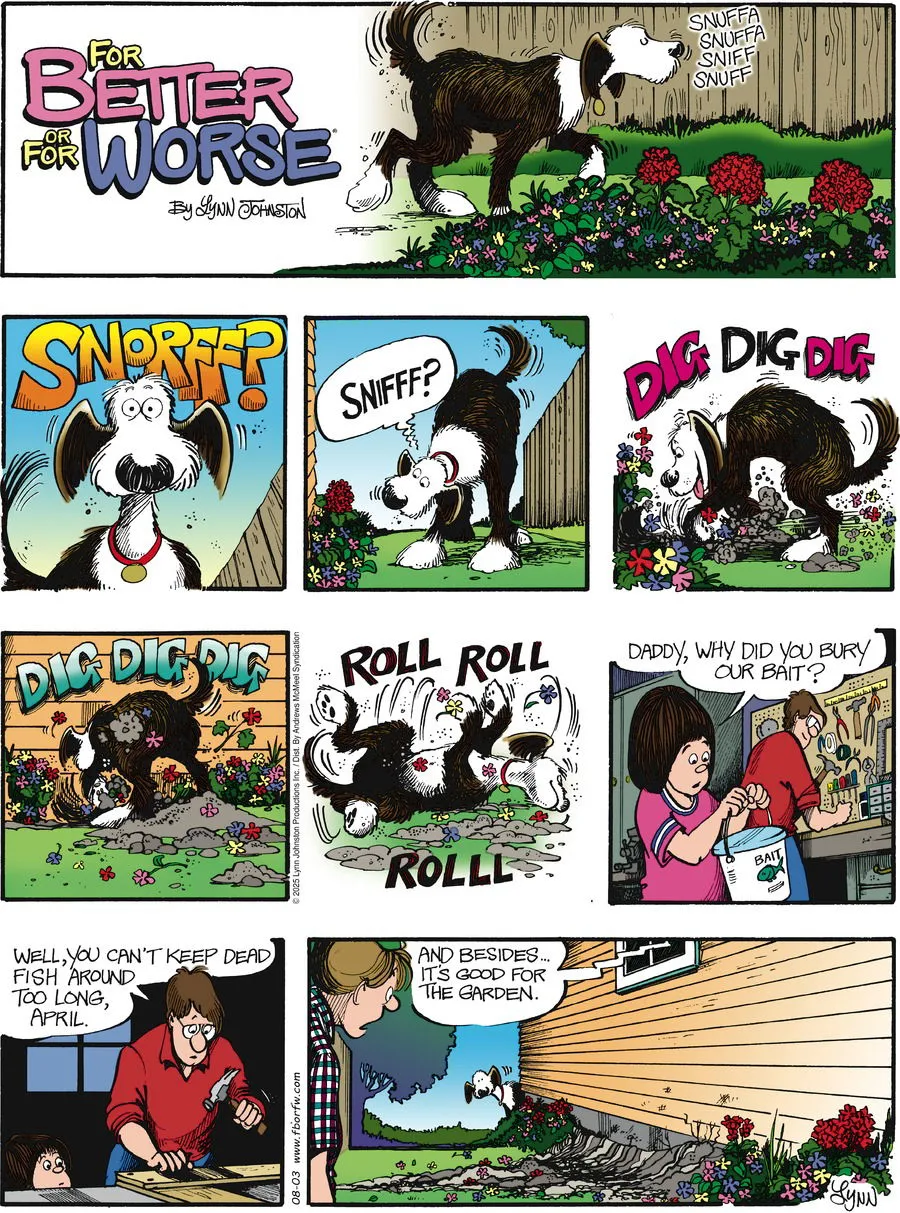 FOR
BETTER
OR
FOR
WORSE
By Lynn Johnston
SNUFFA
SNUFFA
SNIFF
SNUFF
SNORFF?
SNIFFF?
DIG DIG DIG
DIG DIG DIG
© 2025 Lynn Johnston Productions Inc. / Dist. By Andrews McMeel Syndication
ROLL ROLL
ROLLL
DADDY, WHY DID YOU BURY
OUR BAIT?
BAIT
WELL, YOU CAN'T KEEP DEAD
FISH AROUND
TOO LONG,
APRIL.
08-03 www.fborfw.com
AND BESIDES...
IT'S GOOD FOR
THE GARDEN.
LYNN